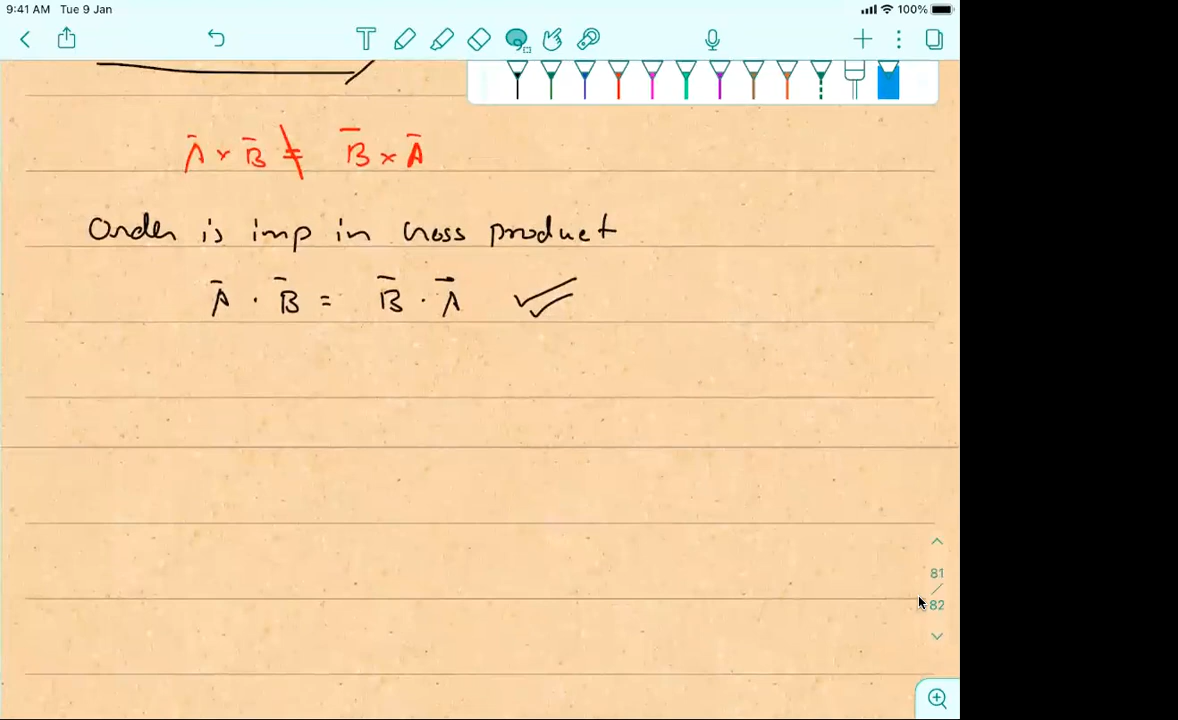 9:41 AM Tue 9 Jan 100%
Ā × B̄ ≠ B̄ × Ā
Order is imp in cross product
Ā · B̄ = B̄ · Ā
81
/
82